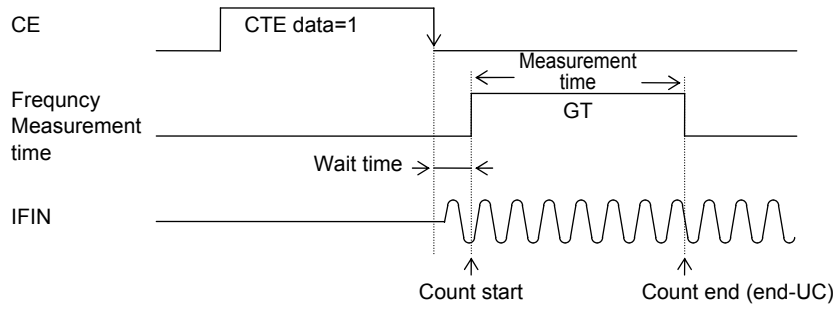 CE
CTE data=1
Measurement
time
Frequncy
Measurement
time
GT
Wait time
IFIN
Count start
Count end (end-UC)